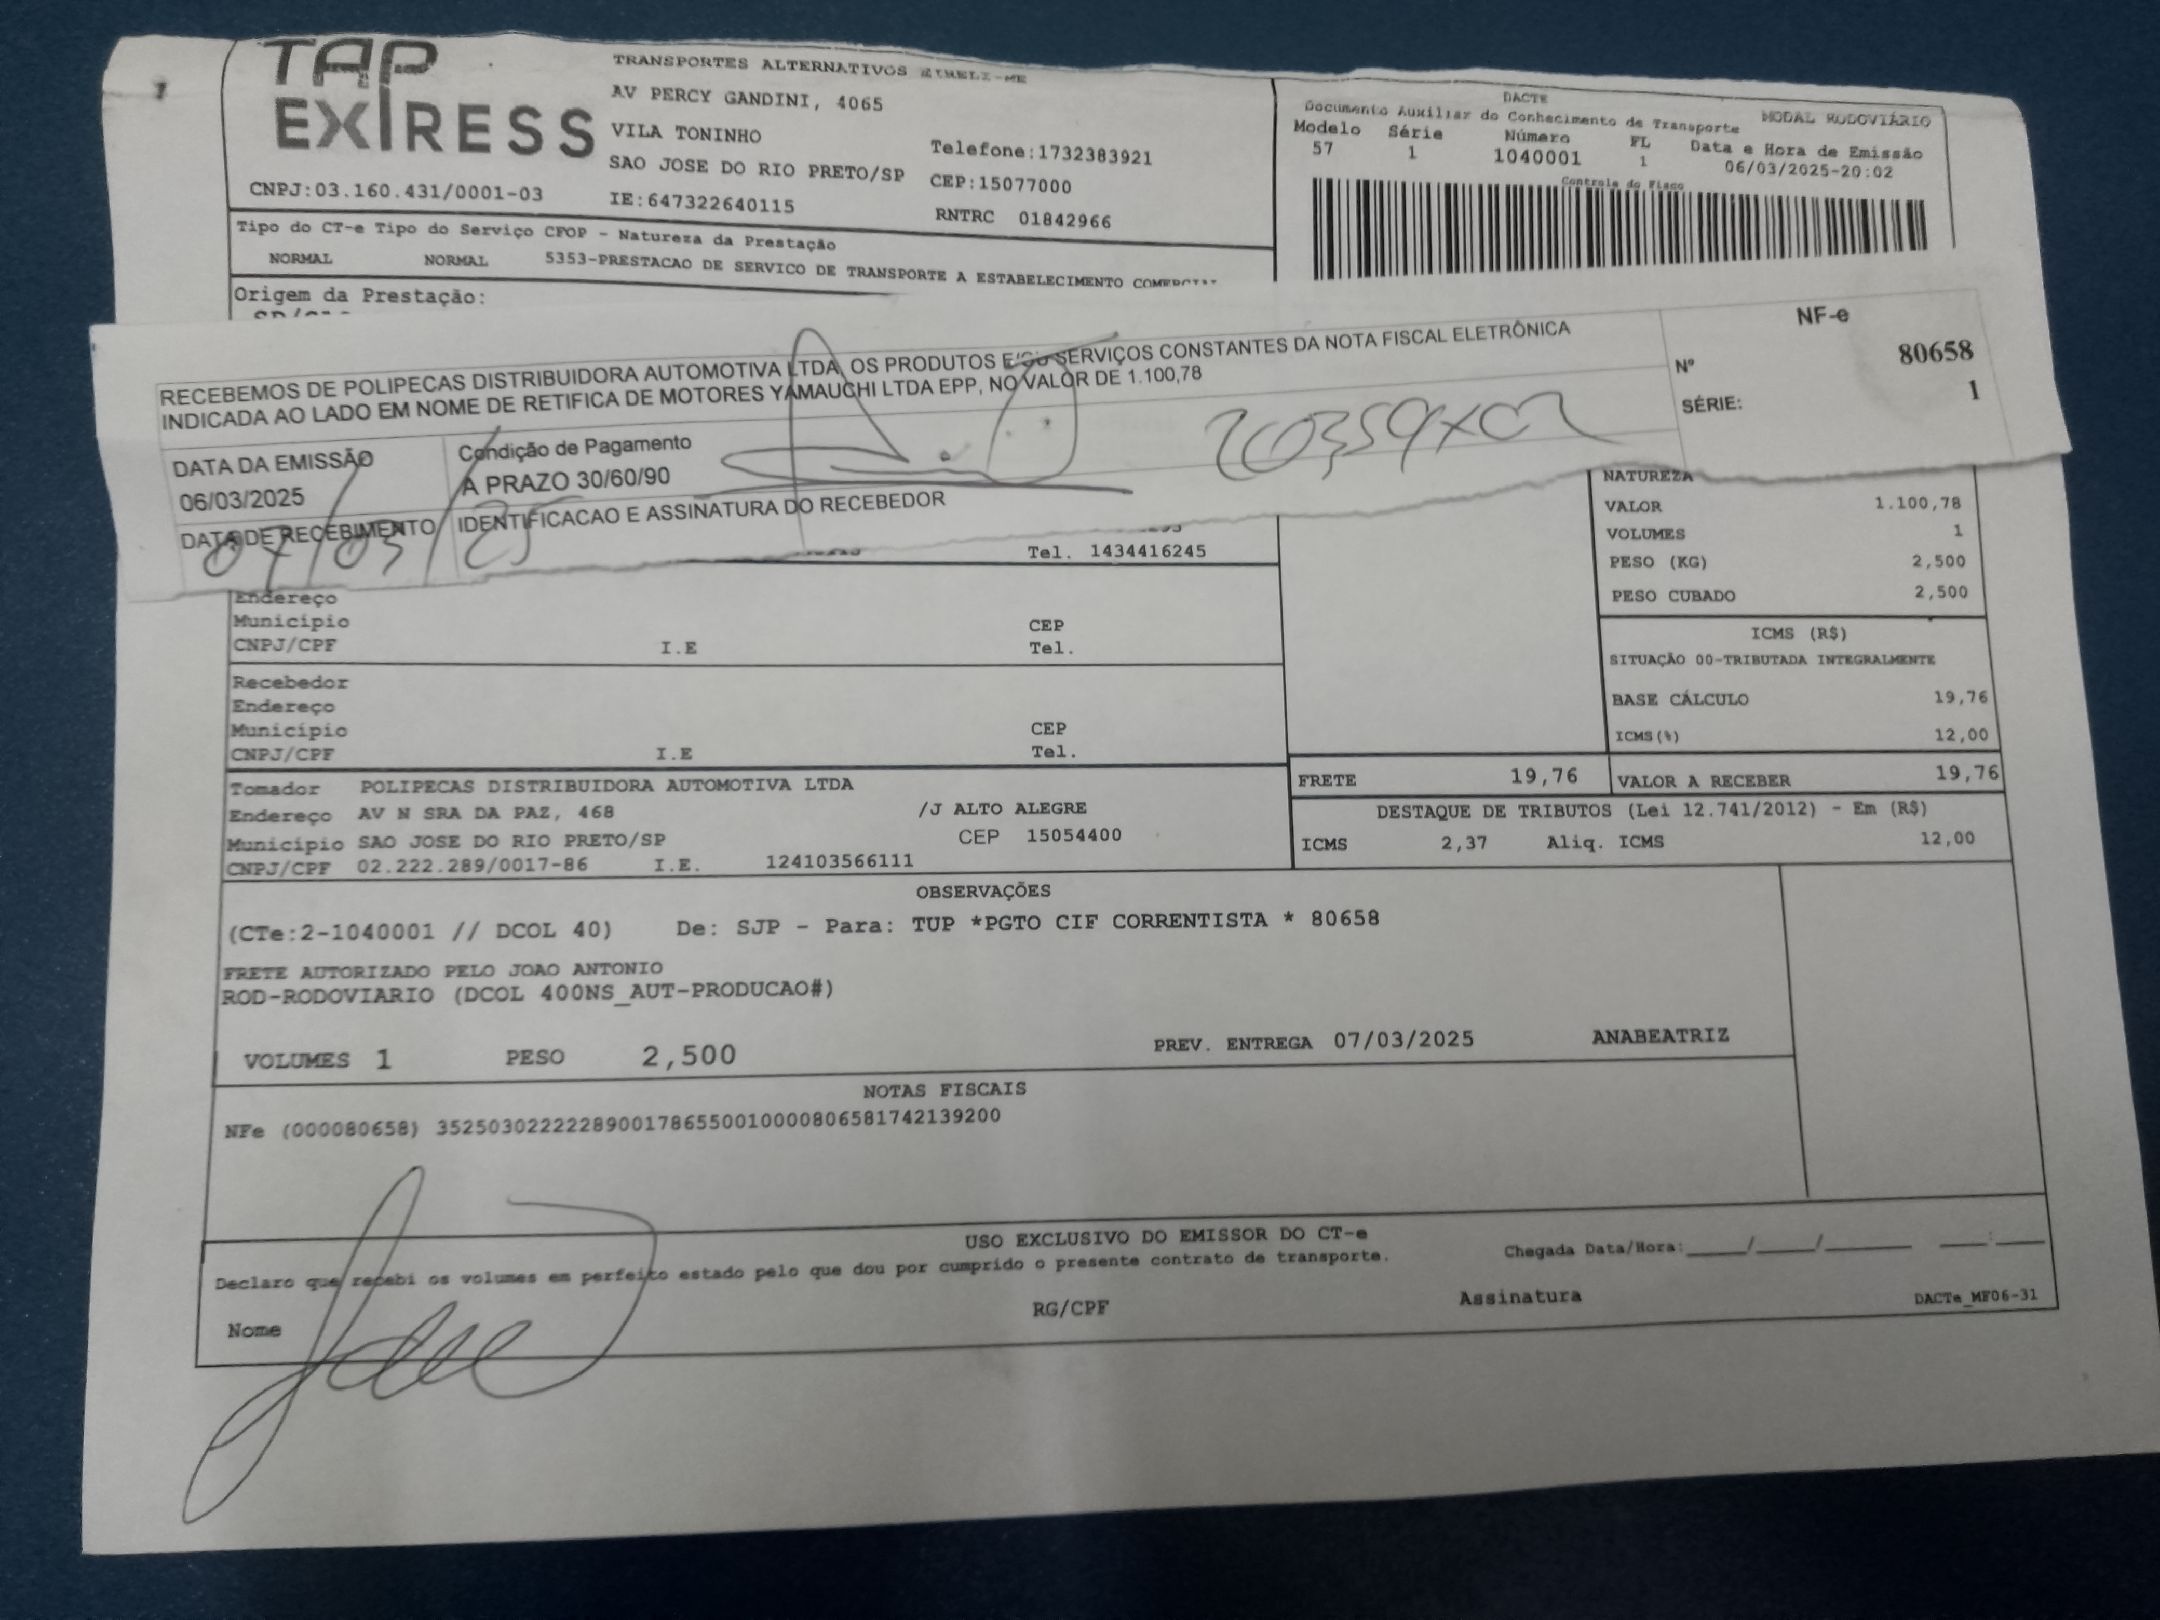 1
TAP
EXPRESS
TRANSPORTES ALTERNATIVOS EIRELI-ME
AV PERCY GANDINI, 4065
VILA TONINHO
SAO JOSE DO RIO PRETO/SP
IE:647322640115
Telefone:1732383921
CEP:15077000
RNTRC 01842966
CNPJ:03.160.431/0001-03
DACTE
Documento Auxiliar do Conhecimento de Transporte MODAL RODOVIÁRIO
Modelo Série Número FL Data e Hora de Emissão
57 1 1040001 1 06/03/2025-20:02
Controle do Fisco
Tipo do CT-e Tipo do Serviço CFOP - Natureza da Prestação
NORMAL NORMAL 5353-PRESTACAO DE SERVICO DE TRANSPORTE A ESTABELECIMENTO
Origem da Prestação:
RECEBEMOS DE POLIPECAS DISTRIBUIDORA AUTOMOTIVA LTDA, OS PRODUTOS E/OU SERVIÇOS CONSTANTES DA NOTA FISCAL ELETRÔNICA
INDICADA AO LADO EM NOME DE RETIFICA DE MOTORES YAMAUCHI LTDA EPP, NO VALOR DE 1.100,78
NF-e
Nº 80658
SÉRIE: 1
DATA DA EMISSÃO
06/03/2025
Condição de Pagamento
A PRAZO 30/60/90
DATA DE RECEBIMENTO
07/03/25
IDENTIFICACAO E ASSINATURA DO RECEBEDOR
Tel. 1434416245
NATUREZA
VALOR 1.100,78
VOLUMES 1
PESO (KG) 2,500
PESO CUBADO 2,500
Endereço
Município CEP
CNPJ/CPF I.E Tel.
ICMS (R$)
SITUAÇÃO 00-TRIBUTADA INTEGRALMENTE
BASE CÁLCULO 19,76
ICMS(%) 12,00
Recebedor
Endereço
Município CEP
CNPJ/CPF I.E Tel.
FRETE 19,76 VALOR A RECEBER 19,76
Tomador POLIPECAS DISTRIBUIDORA AUTOMOTIVA LTDA
Endereço AV N SRA DA PAZ, 468 /J ALTO ALEGRE
Município SAO JOSE DO RIO PRETO/SP CEP 15054400
CNPJ/CPF 02.222.289/0017-86 I.E. 124103566111
DESTAQUE DE TRIBUTOS (Lei 12.741/2012) - Em (R$)
ICMS 2,37 Aliq. ICMS 12,00
OBSERVAÇÕES
(CTe:2-1040001 // DCOL 40) De: SJP - Para: TUP *PGTO CIF CORRENTISTA * 80658
FRETE AUTORIZADO PELO JOAO ANTONIO
ROD-RODOVIARIO (DCOL 400NS_AUT-PRODUCAO#)
VOLUMES 1 PESO 2,500 PREV. ENTREGA 07/03/2025 ANABEATRIZ
NOTAS FISCAIS
NFe (000080658) 35250302222289001786550010000806581742139200
USO EXCLUSIVO DO EMISSOR DO CT-e
Declaro que recebi os volumes em perfeito estado pelo que dou por cumprido o presente contrato de transporte.
Chegada Data/Hora:____/____/______ ___:___
Nome RG/CPF Assinatura DACTe_MF06-31